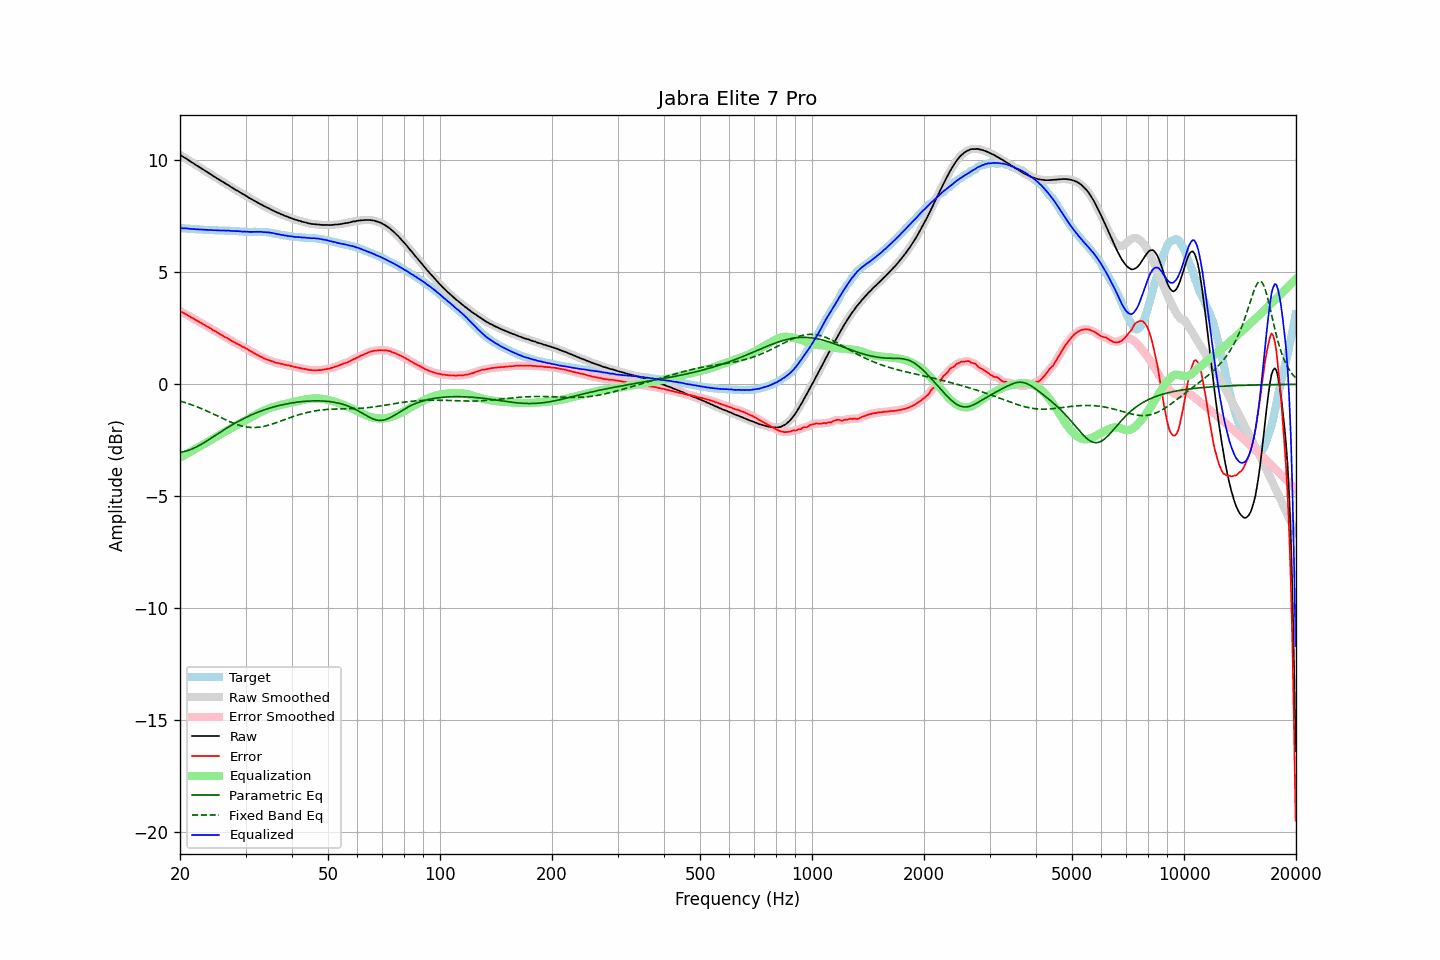 Jabra Elite 7 Pro
Amplitude (dBr)
10
5
0
−5
−10
−15
−20
Target
Raw Smoothed
Error Smoothed
Raw
Error
Equalization
Parametric Eq
Fixed Band Eq
Equalized
20 50 100 200 500 1000 2000 5000 10000 20000
Frequency (Hz)